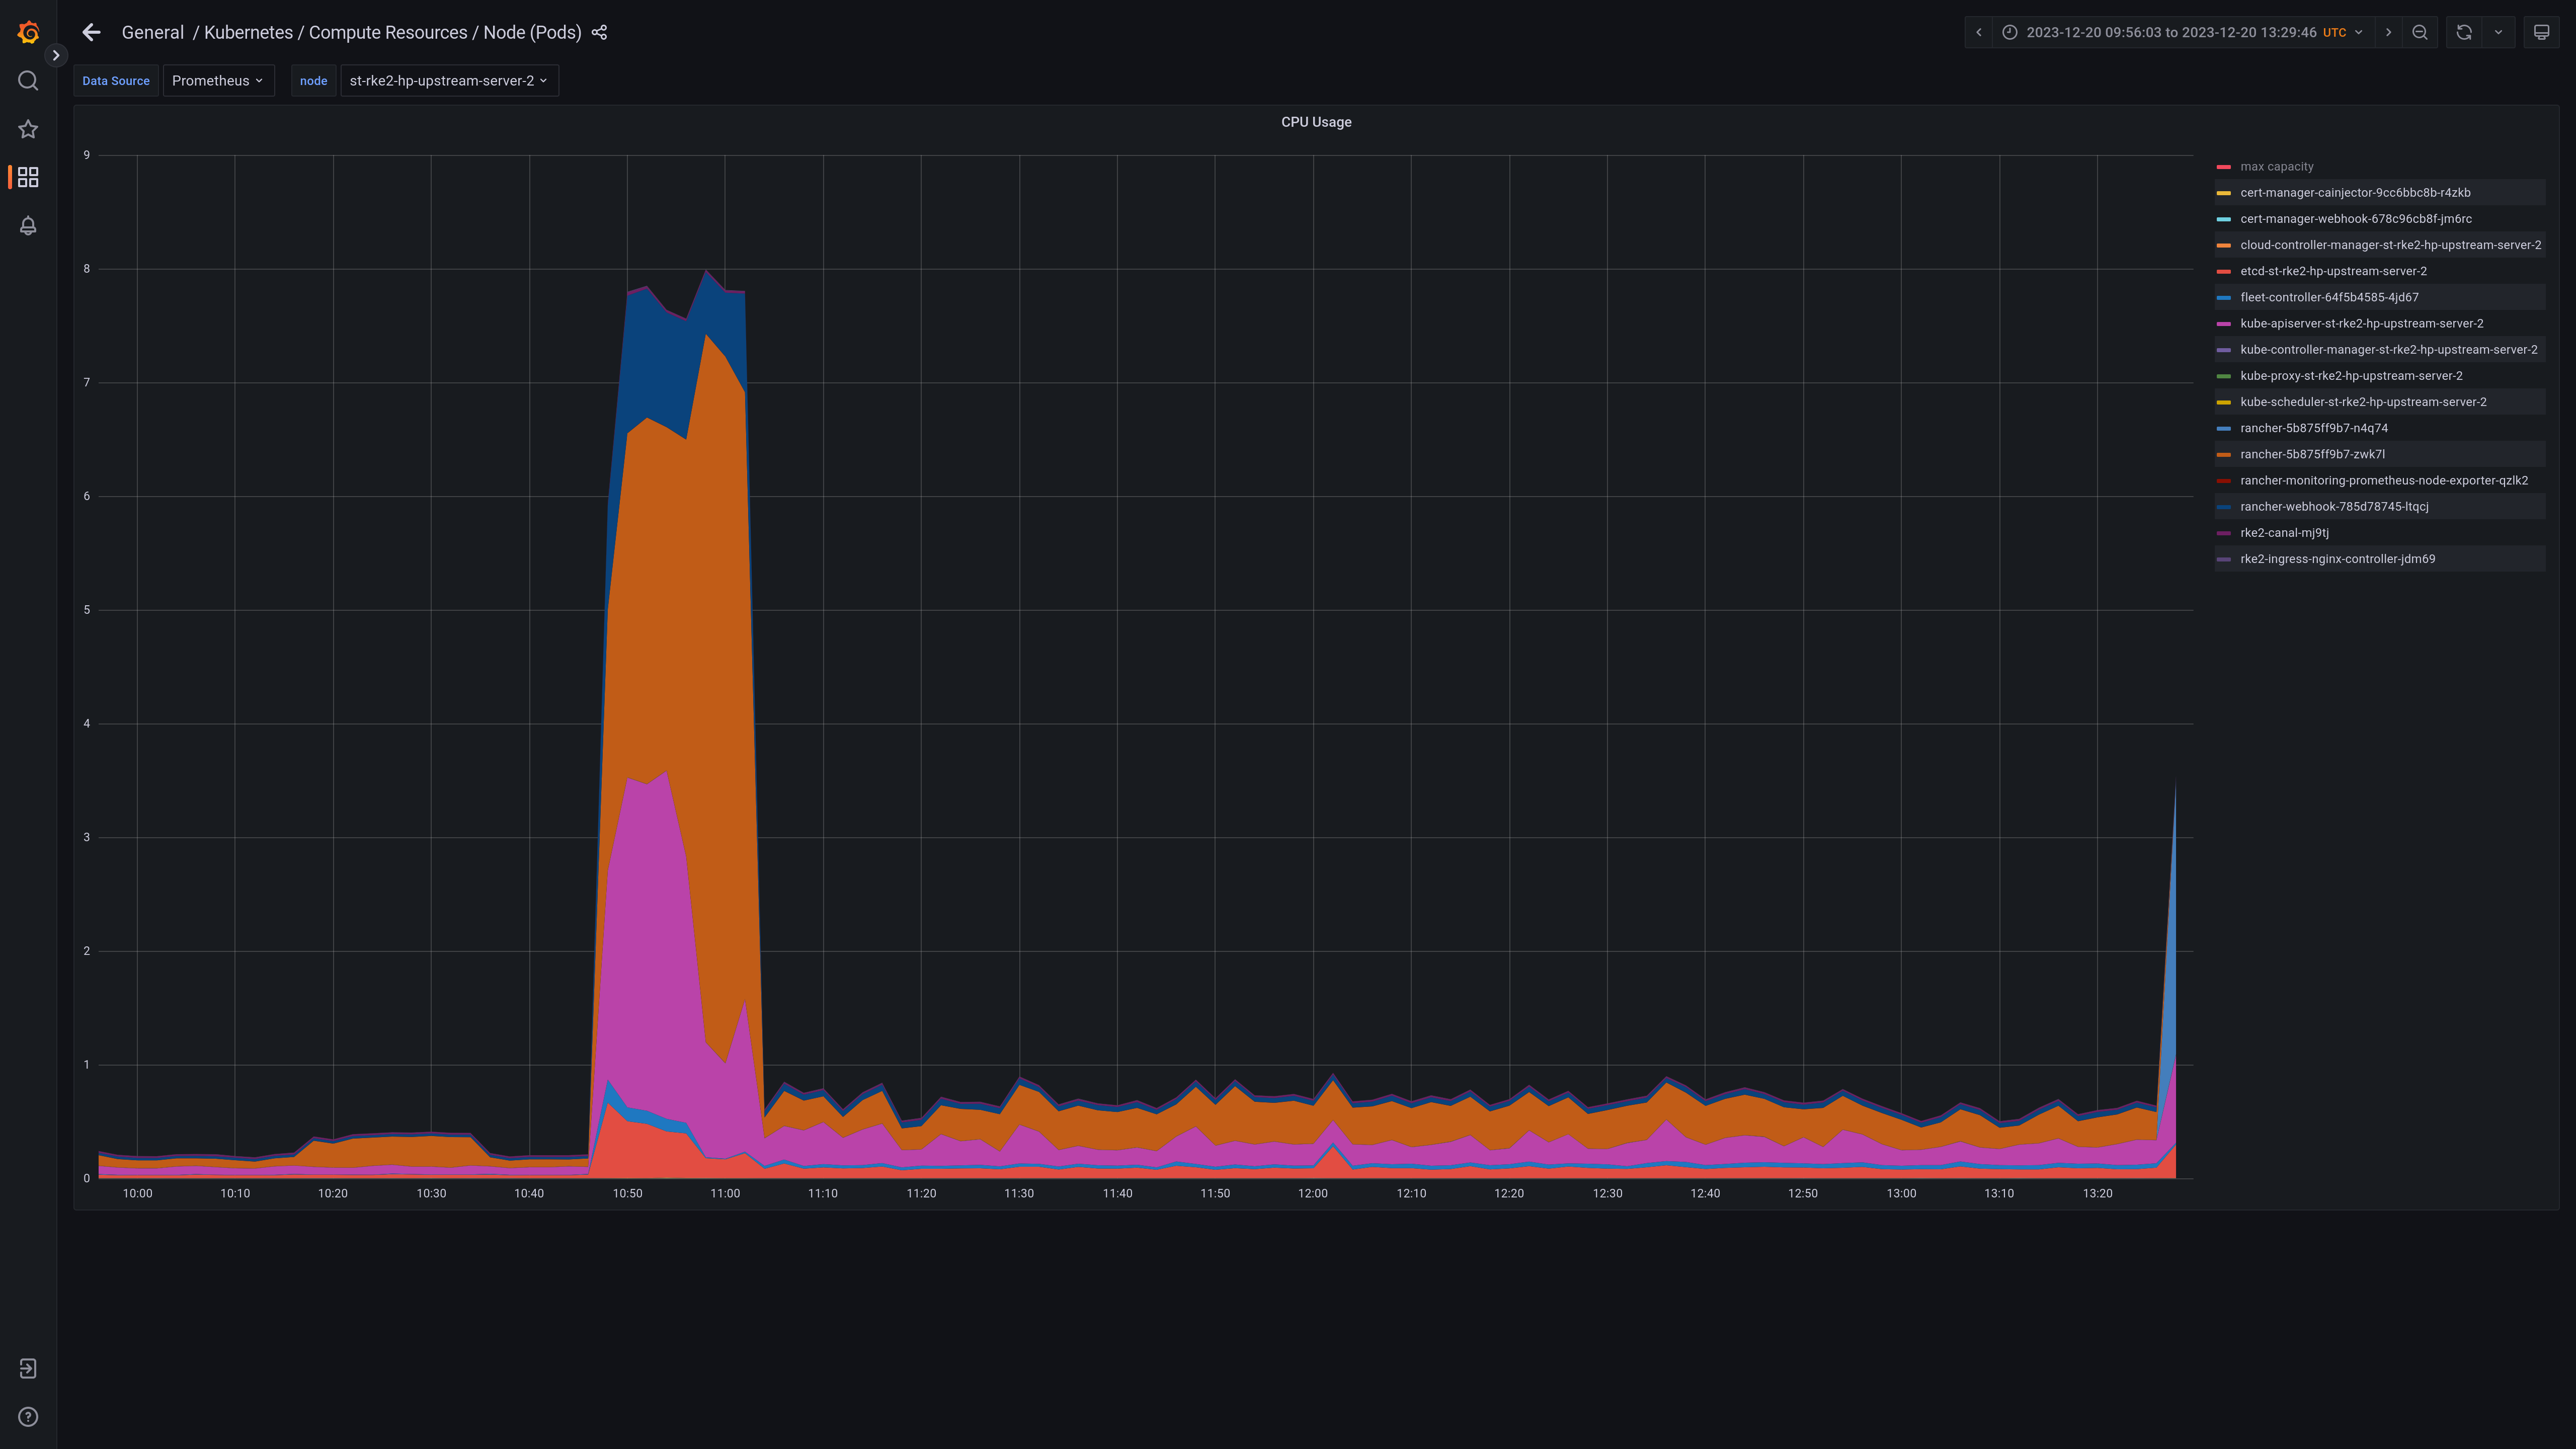 General / Kubernetes / Compute Resources / Node (Pods)
2023-12-20 09:56:03 to 2023-12-20 13:29:46 UTC
Data Source Prometheus node st-rke2-hp-upstream-server-2
CPU Usage
9
8
7
6
5
4
3
2
1
0
10:00 10:10 10:20 10:30 10:40 10:50 11:00 11:10 11:20 11:30 11:40 11:50 12:00 12:10 12:20 12:30 12:40 12:50 13:00 13:10 13:20
max capacity
cert-manager-cainjector-9cc6bbc8b-r4zkb
cert-manager-webhook-678c96cb8f-jm6rc
cloud-controller-manager-st-rke2-hp-upstream-server-2
etcd-st-rke2-hp-upstream-server-2
fleet-controller-64f5b4585-4jd67
kube-apiserver-st-rke2-hp-upstream-server-2
kube-controller-manager-st-rke2-hp-upstream-server-2
kube-proxy-st-rke2-hp-upstream-server-2
kube-scheduler-st-rke2-hp-upstream-server-2
rancher-5b875ff9b7-n4q74
rancher-5b875ff9b7-zwk7l
rancher-monitoring-prometheus-node-exporter-qzlk2
rancher-webhook-785d78745-ltqcj
rke2-canal-mj9tj
rke2-ingress-nginx-controller-jdm69